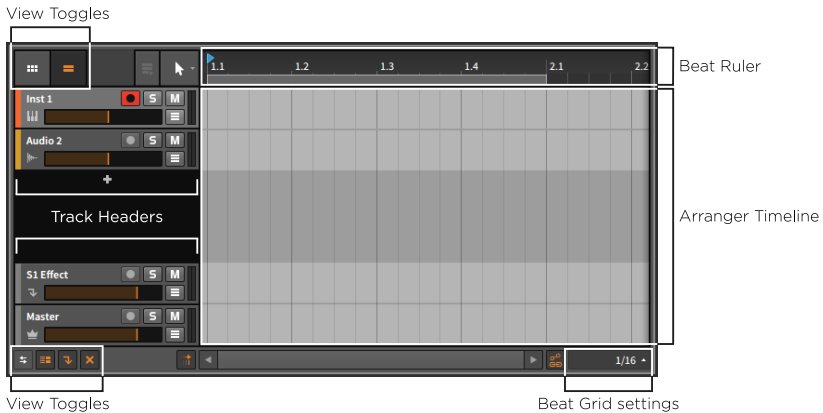 View Toggles
1.1 1.2 1.3 1.4 2.1 2.2
Beat Ruler
Inst 1 S M
Audio 2 S M
+
Track Headers
Arranger Timeline
S1 Effect S M
Master S M
1/16
View Toggles
Beat Grid settings